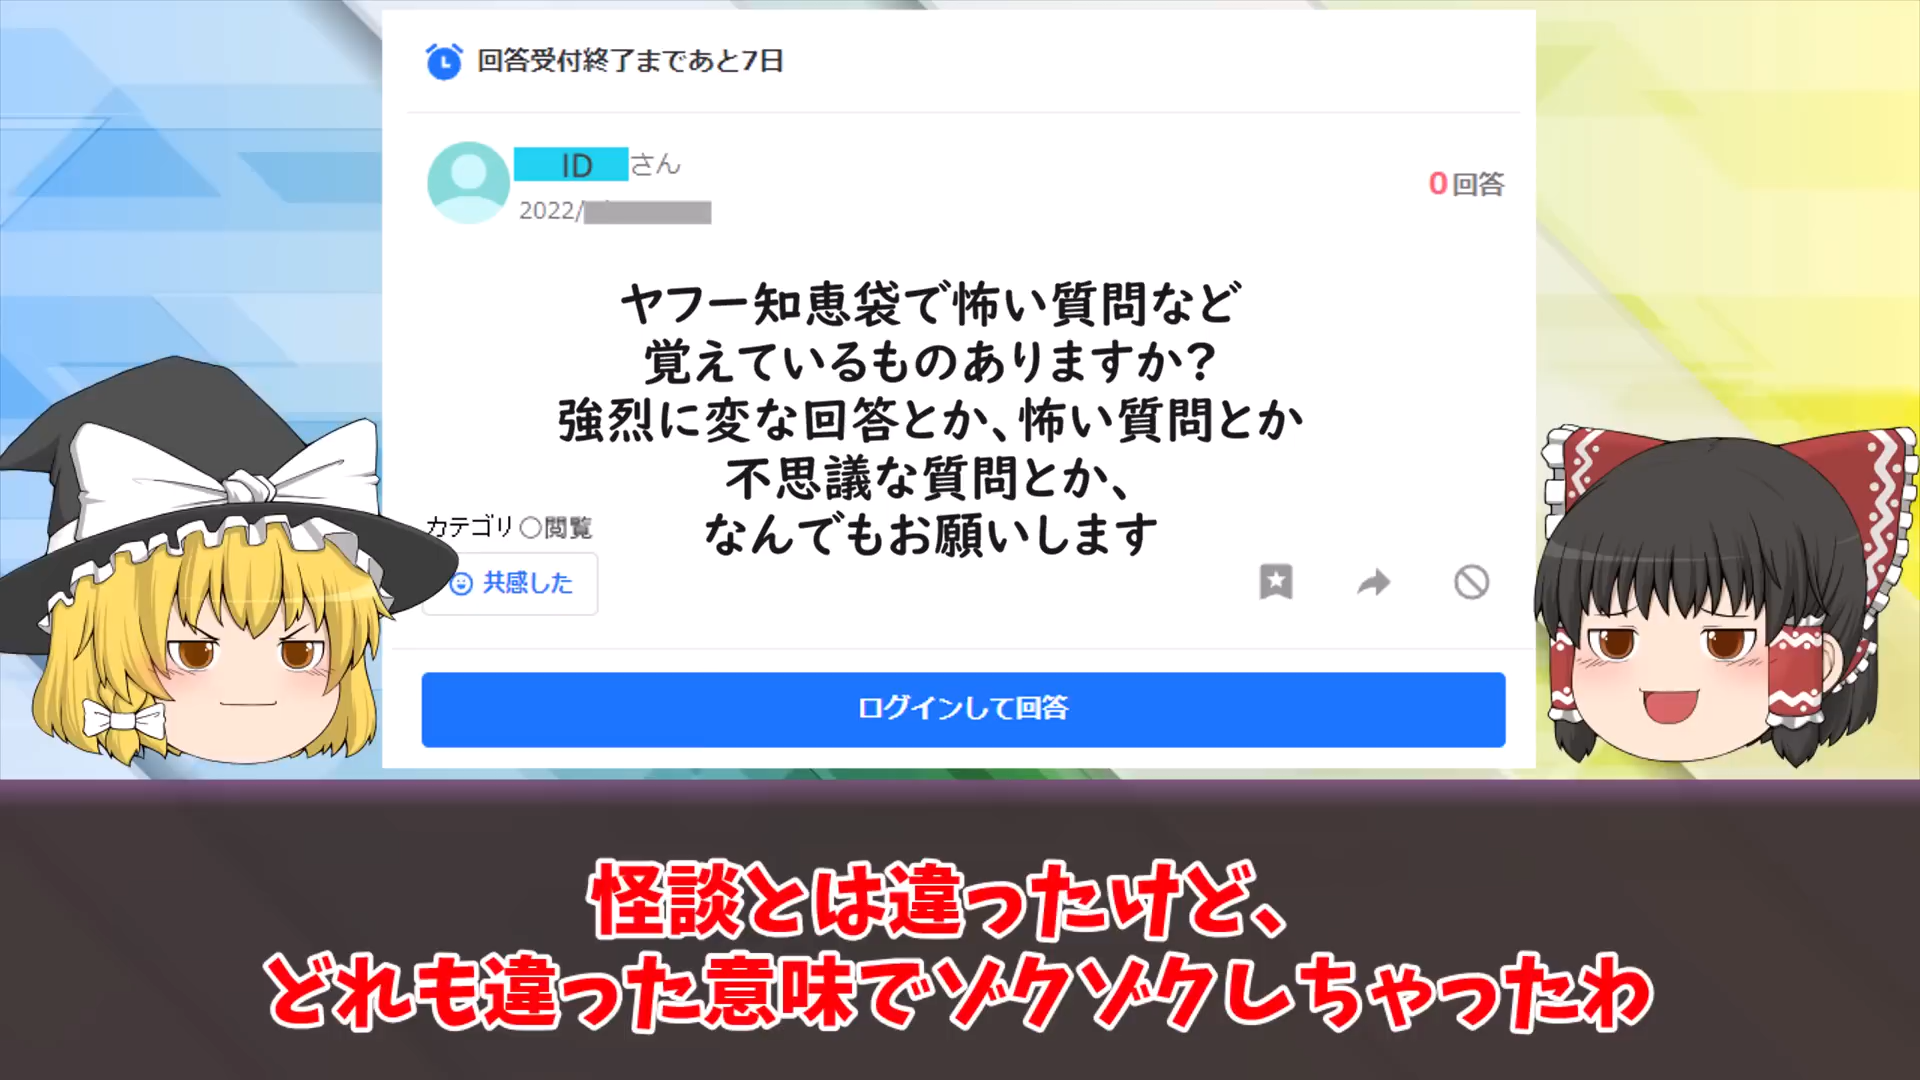 回答受付終了まであと7日
IDさん
2022/
0回答
ヤフー知恵袋で怖い質問など
覚えているものありますか？
強烈に変な回答とか、怖い質問とか
不思議な質問とか、
なんでもお願いします
カテゴリ〇閲覧
共感した
ログインして回答
怪談とは違ったけど、
どれも違った意味でゾクゾクしちゃったわ